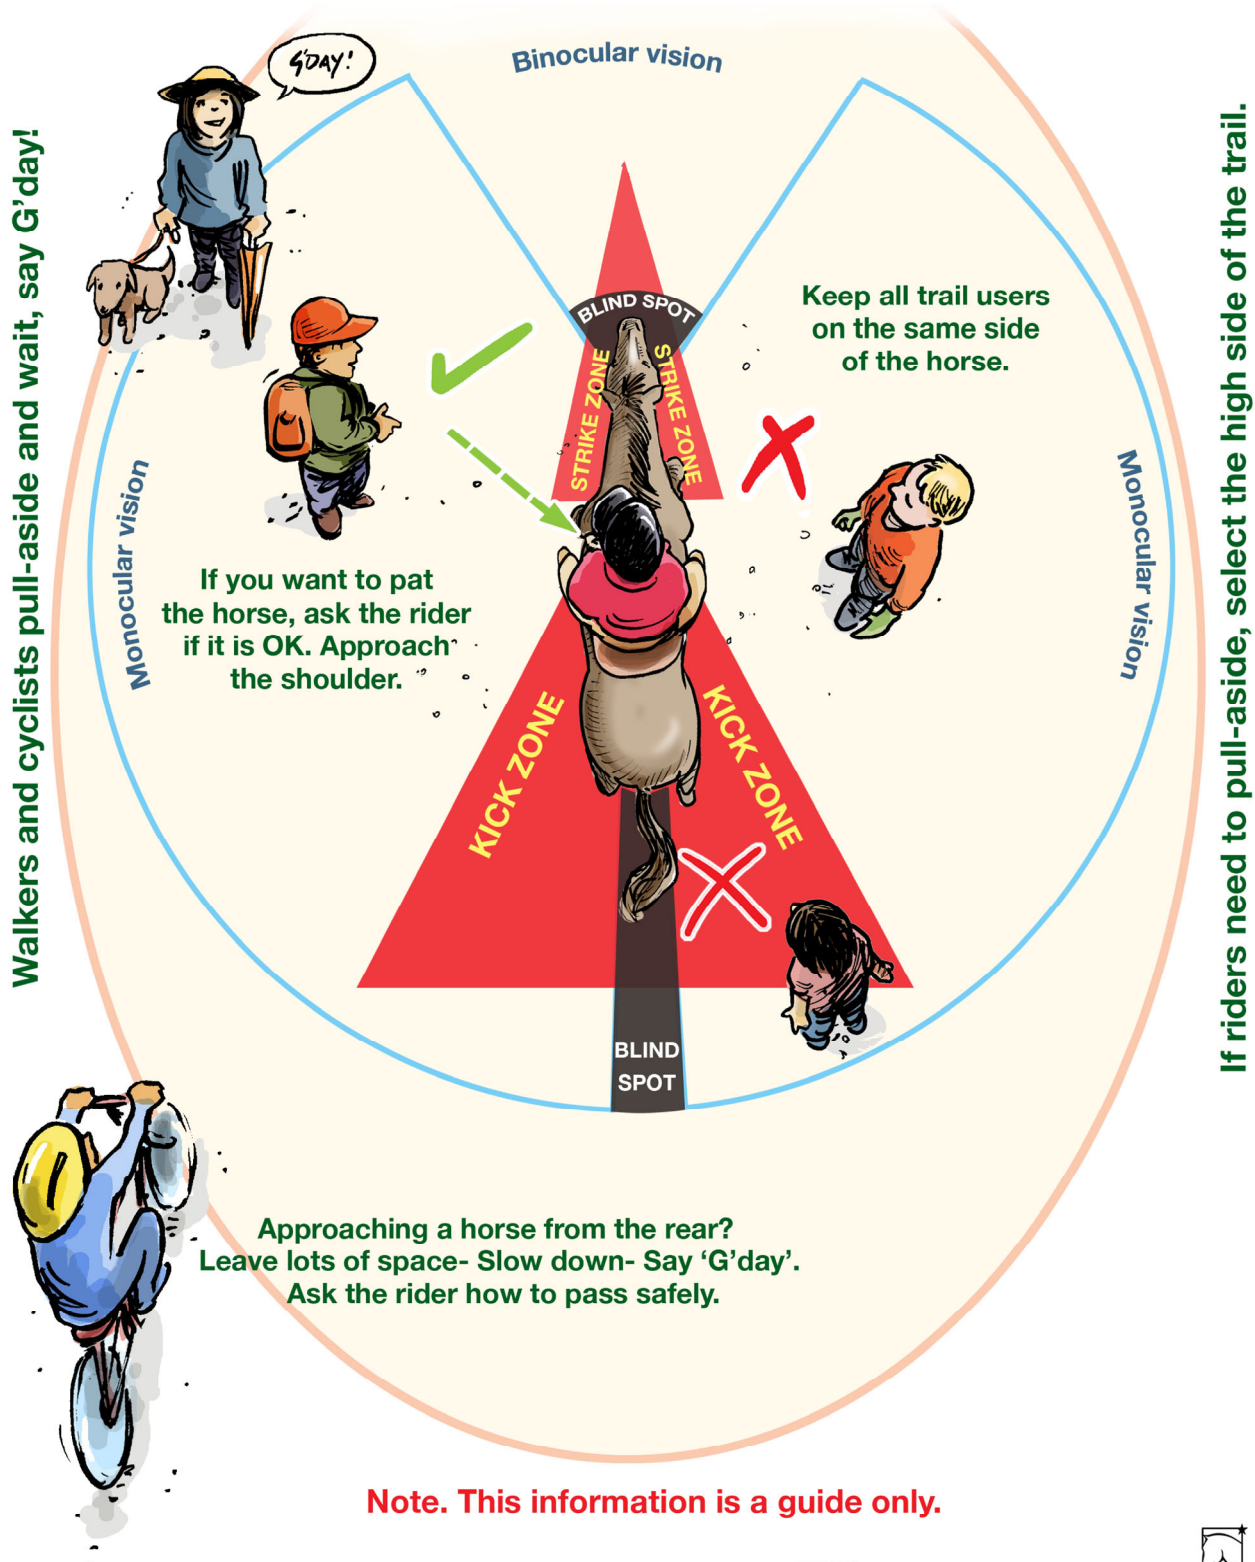 G'DAY!
Binocular vision
Walkers and cyclists pull-aside and wait, say G'day!
If riders need to pull-aside, select the high side of the trail.
BLIND SPOT
STRIKE ZONE
STRIKE ZONE
Keep all trail users
on the same side
of the horse.
Monocular vision
Monocular vision
If you want to pat
the horse, ask the rider
if it is OK. Approach
the shoulder.
KICK ZONE
KICK ZONE
BLIND
SPOT
Approaching a horse from the rear?
Leave lots of space- Slow down- Say ‘G’day’.
Ask the rider how to pass safely.
Note. This information is a guide only.